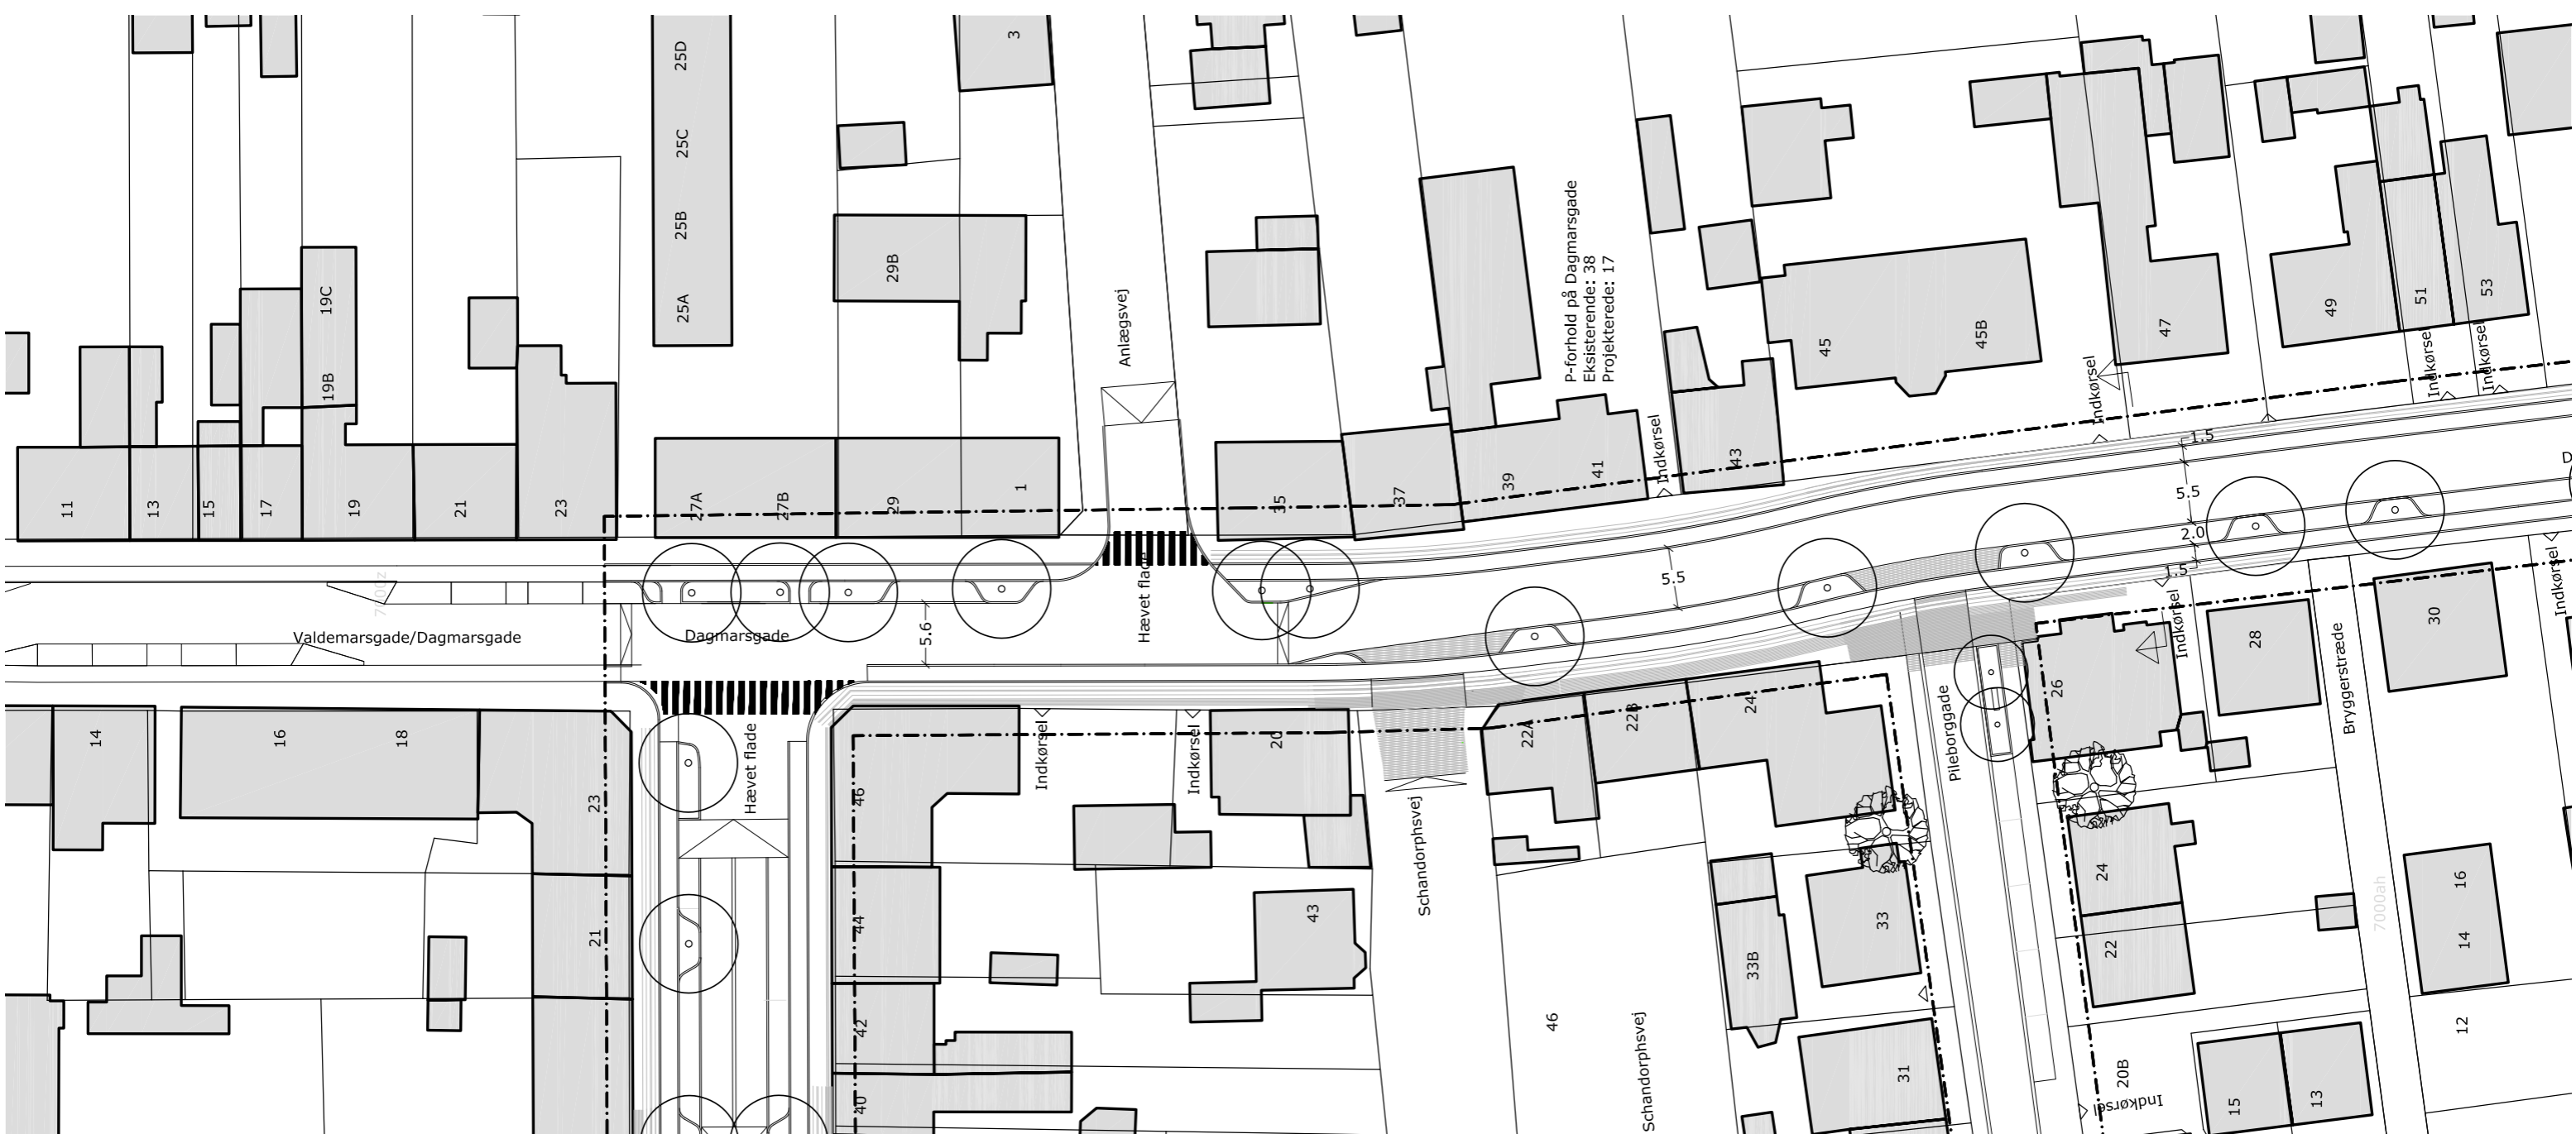 25D
3
25C
25B
25A
29B
19C
19B
11
13
15
17
19
21
23
27A
27B
29
1
Anlægsvej
35
37
39
41
43
P-forhold på Dagmarsgade
Eksisterende: 38
Projekterede: 17
Indkørsel
45
45B
47
Indkørsel
49
51
53
Indkørsel
Indkørsel
1.5
5.5
2.0
1.5
5.5
5.6
Valdemarsgade/Dagmarsgade
Dagmarsgade
Hævet flade
Hævet flade
14
16
18
23
21
46
44
42
40
Indkørsel
Indkørsel
20
43
Schandorphsvej
22A
22B
24
46
Schandorphsvej
33B
33
31
Pileborggade
26
Indkørsel
28
Bryggerstræde
30
Indkørsel
24
22
20B
Indkørsel
15
13
7000ah
16
14
12
D